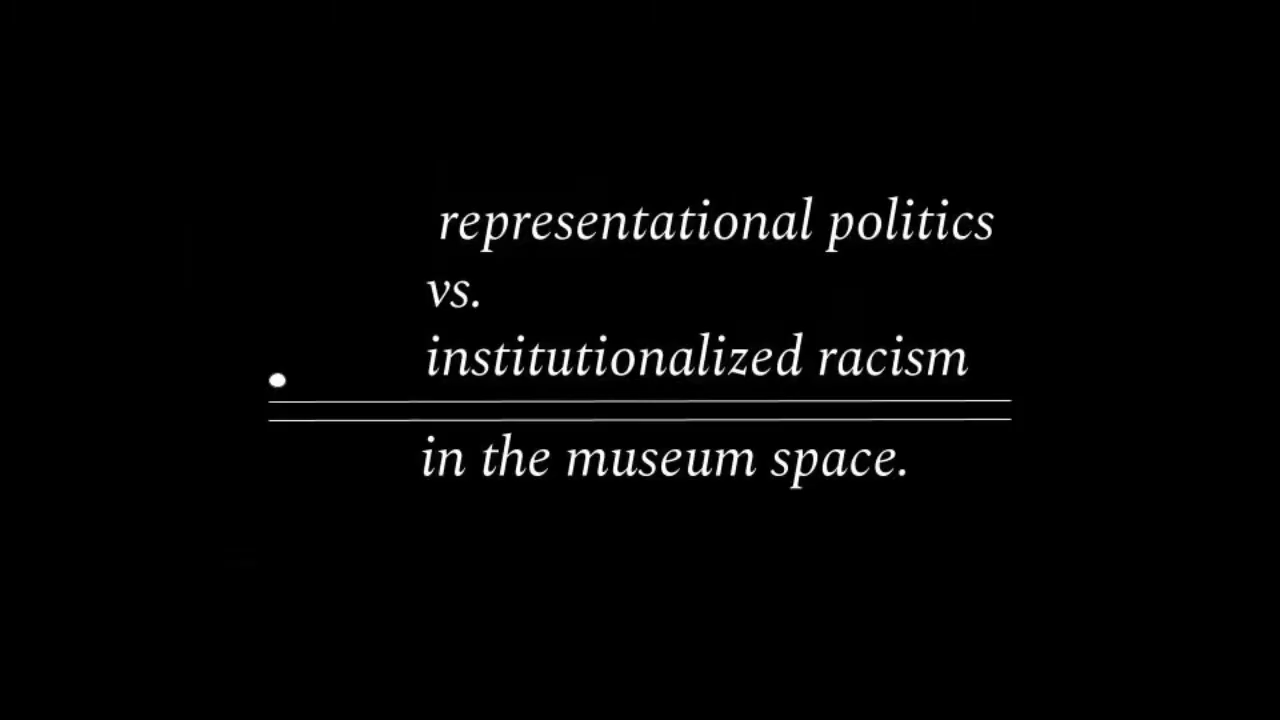 representational politics
vs.
institutionalized racism
in the museum space.